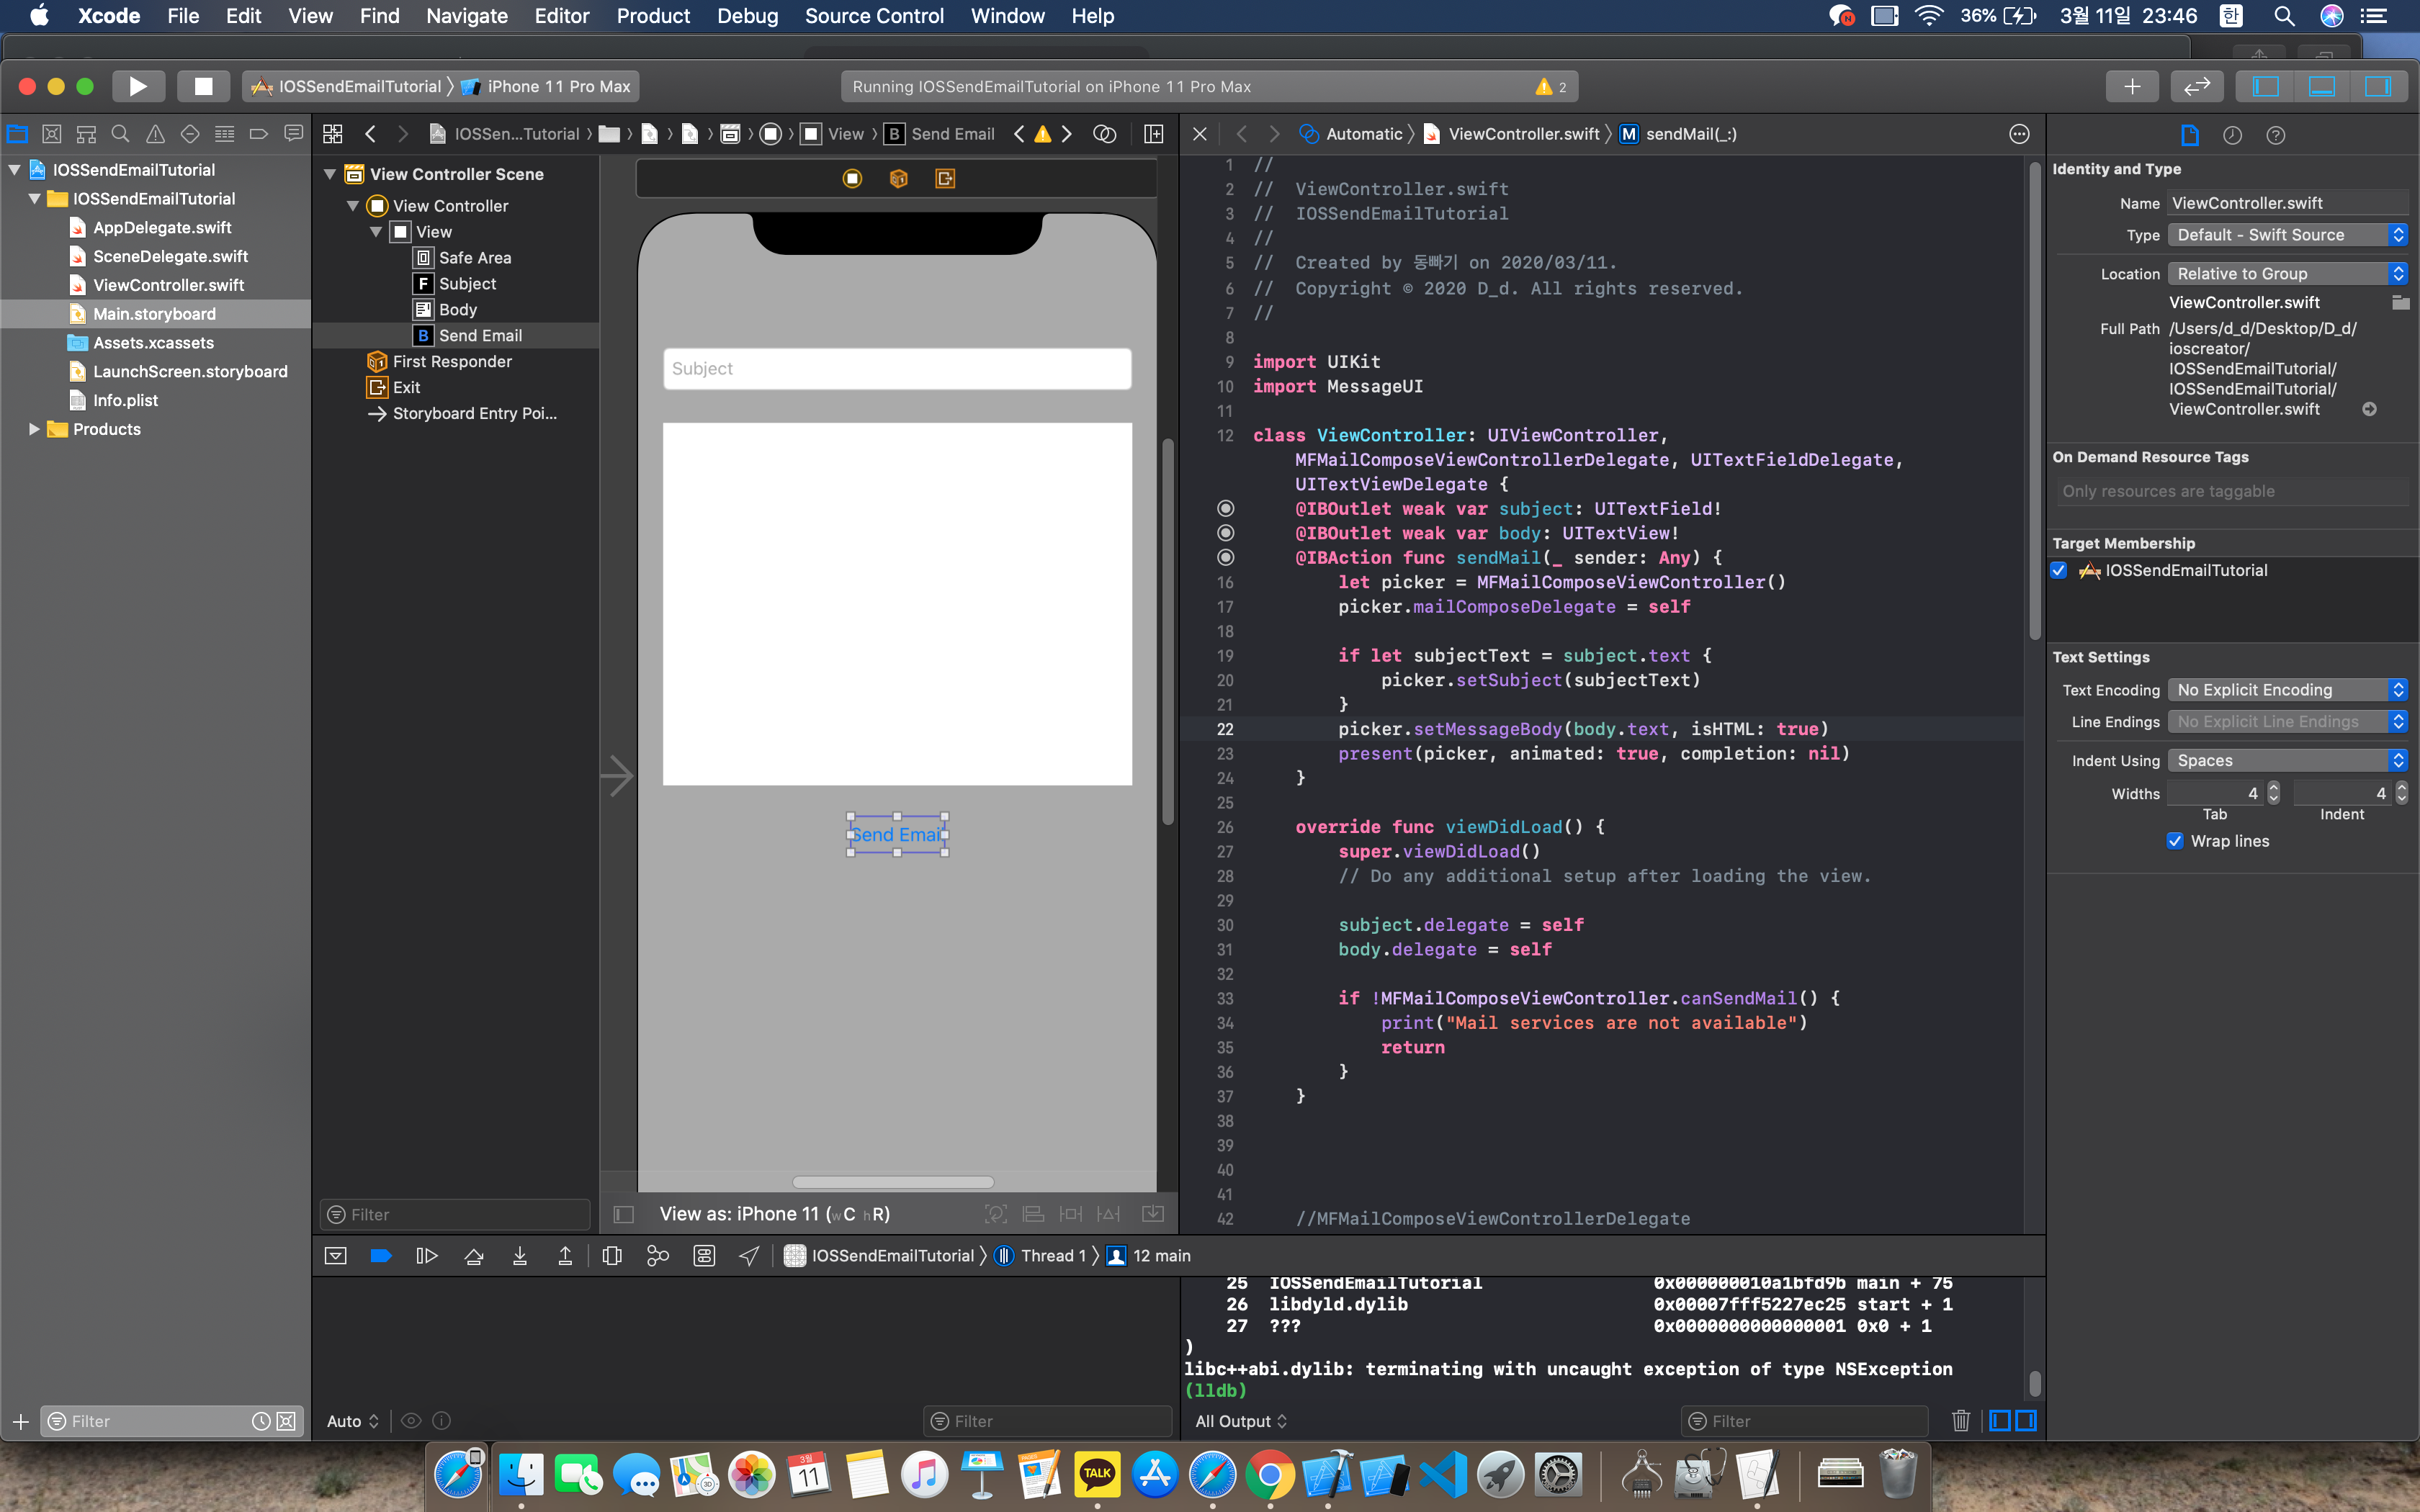 Xcode File Edit View Find Navigate Editor Product Debug Source Control Window Help 36% 3월 11일 23:46 한
IOSSendEmailTutorial iPhone 11 Pro Max
Running IOSSendEmailTutorial on iPhone 11 Pro Max 2
IOSSendEmailTutorial
IOSSendEmailTutorial
AppDelegate.swift
SceneDelegate.swift
ViewController.swift
Main.storyboard
Assets.xcassets
LaunchScreen.storyboard
Info.plist
Products
Filter
IOSSen...Tutorial View B Send Email
View Controller Scene
View Controller
View
Safe Area
F Subject
Body
B Send Email
First Responder
Exit
Storyboard Entry Poi...
Filter
Subject
Send Email
View as: iPhone 11 (wC hR)
Automatic ViewController.swift M sendMail(_:)
1 //
2 //  ViewController.swift
3 //  IOSSendEmailTutorial
4 //
5 //  Created by 동빠기 on 2020/03/11.
6 //  Copyright © 2020 D_d. All rights reserved.
7 //
8
9 import UIKit
10 import MessageUI
11
12 class ViewController: UIViewController,
MFMailComposeViewControllerDelegate, UITextFieldDelegate,
UITextViewDelegate {
@IBOutlet weak var subject: UITextField!
@IBOutlet weak var body: UITextView!
@IBAction func sendMail(_ sender: Any) {
16 let picker = MFMailComposeViewController()
17 picker.mailComposeDelegate = self
18
19 if let subjectText = subject.text {
20 picker.setSubject(subjectText)
21 }
22 picker.setMessageBody(body.text, isHTML: true)
23 present(picker, animated: true, completion: nil)
24 }
25
26 override func viewDidLoad() {
27 super.viewDidLoad()
28 // Do any additional setup after loading the view.
29
30 subject.delegate = self
31 body.delegate = self
32
33 if !MFMailComposeViewController.canSendMail() {
34 print("Mail services are not available")
35 return
36 }
37 }
38
39
40
41
42 //MFMailComposeViewControllerDelegate
Identity and Type
Name ViewController.swift
Type Default - Swift Source
Location Relative to Group
ViewController.swift
Full Path /Users/d_d/Desktop/D_d/
ioscreator/
IOSSendEmailTutorial/
IOSSendEmailTutorial/
ViewController.swift
On Demand Resource Tags
Only resources are taggable
Target Membership
IOSSendEmailTutorial
Text Settings
Text Encoding No Explicit Encoding
Line Endings No Explicit Line Endings
Indent Using Spaces
Widths 4 4
Tab Indent
Wrap lines
IOSSendEmailTutorial Thread 1 12 main
25 IOSSendEmailTutorial 0x000000010a1bfd9b main + 75
26 libdyld.dylib 0x00007fff5227ec25 start + 1
27 ??? 0x0000000000000001 0x0 + 1
)
libc++abi.dylib: terminating with uncaught exception of type NSException
(lldb)
Auto Filter
All Output Filter
3월
11
TALK